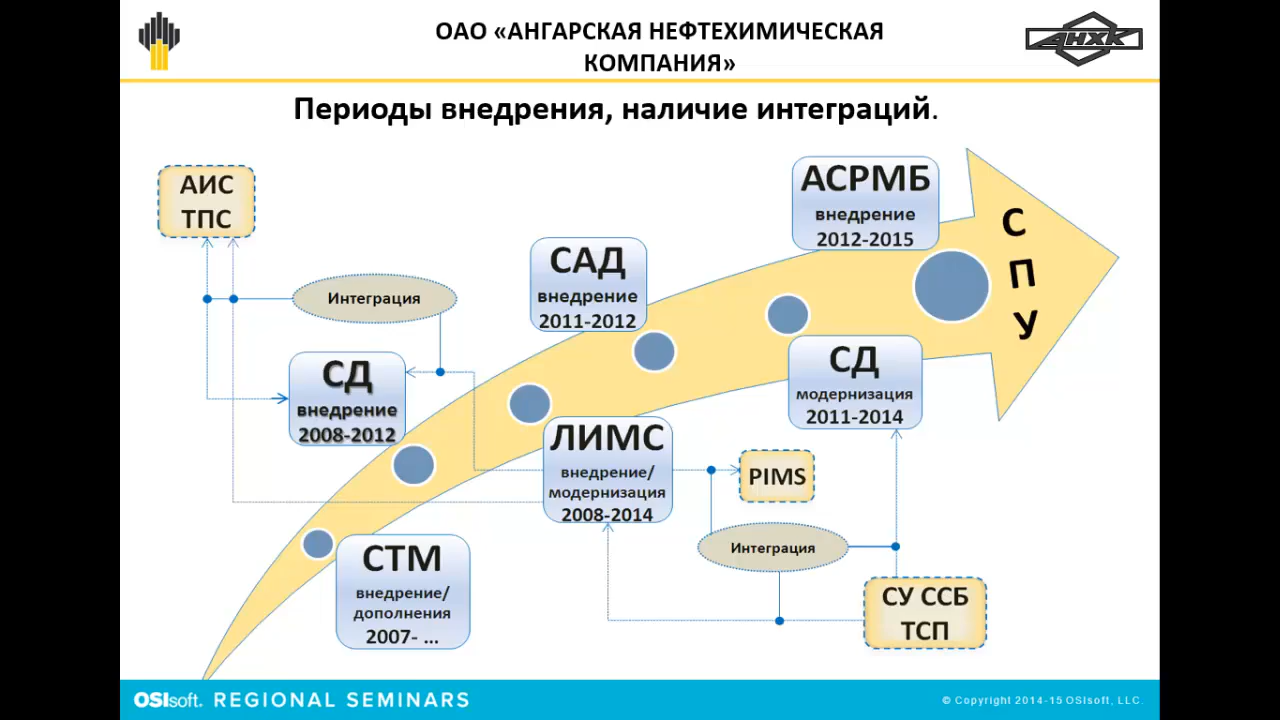 ОАО «АНГАРСКАЯ НЕФТЕХИМИЧЕСКАЯ
КОМПАНИЯ»
АНХК
Периоды внедрения, наличие интеграций.
АИС
ТПС
Интеграция
СД
внедрение
2008-2012
САД
внедрение
2011-2012
АСРМБ
внедрение
2012-2015
С
П
У
СД
модернизация
2011-2014
ЛИМС
внедрение/
модернизация
2008-2014
PIMS
Интеграция
СТМ
внедрение/
дополнения
2007- ...
СУ ССБ
ТСП
OSIsoft. REGIONAL SEMINARS
© Copyright 2014-15 OSIsoft, LLC.